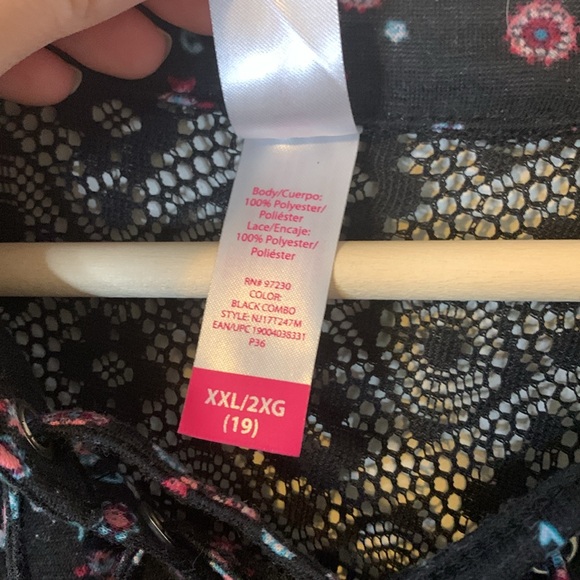 Body/Cuerpo:
100% Polyester/
Poliéster
Lace/Encaje:
100% Polyester/
Poliéster
RN# 97230
COLOR:
BLACK COMBO
STYLE: NJ17T247M
EAN/UPC 19004038331
P36
XXL/2XG
(19)